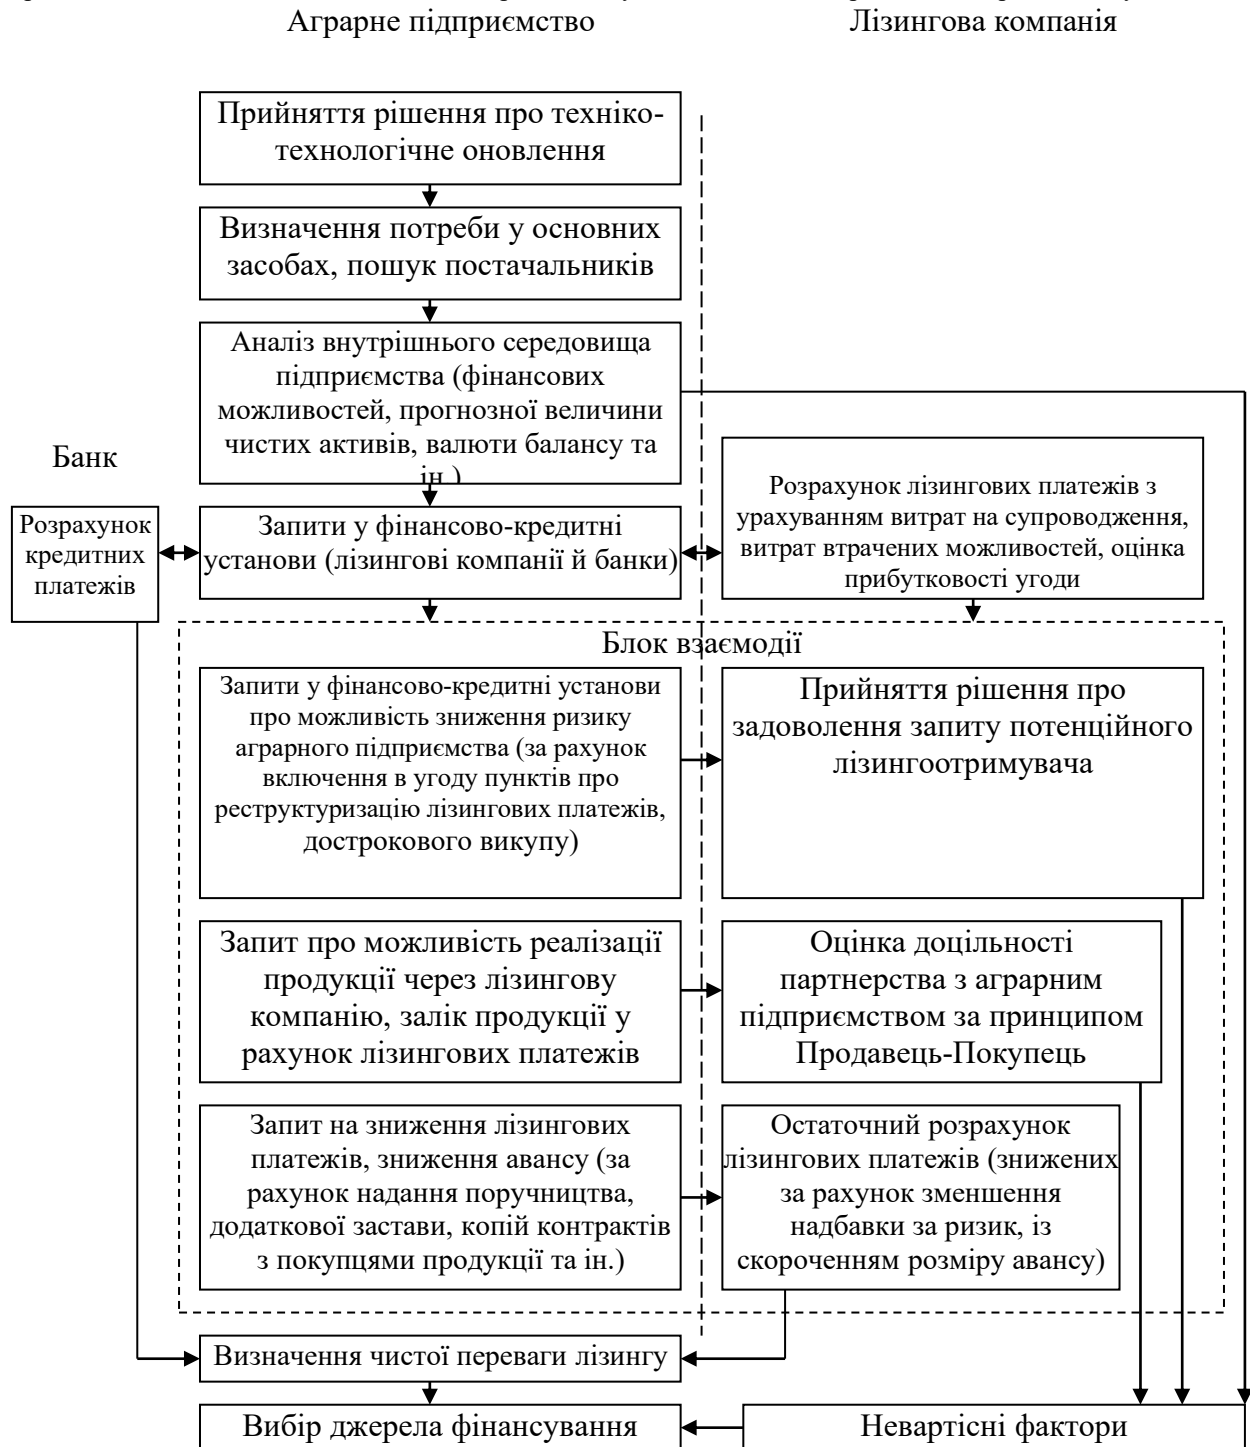 Аграрне підприємство
Лізингова компанія
Прийняття рішення про техніко-
технологічне оновлення
Визначення потреби у основних
засобах, пошук постачальників
Аналіз внутрішнього середовища
підприємства (фінансових
можливостей, прогнозної величини
чистих активів, валюти балансу та
ін.)
Банк
Розрахунок
кредитних
платежів
Запити у фінансово-кредитні
установи (лізингові компанії й банки)
Розрахунок лізингових платежів з
урахуванням витрат на супроводження,
витрат втрачених можливостей, оцінка
прибутковості угоди
Блок взаємодії
Запити у фінансово-кредитні установи
про можливість зниження ризику
аграрного підприємства (за рахунок
включення в угоду пунктів про
реструктуризацію лізингових платежів,
дострокового викупу)
Прийняття рішення про
задоволення запиту потенційного
лізингоотримувача
Запит про можливість реалізації
продукції через лізингову
компанію, залік продукції у
рахунок лізингових платежів
Оцінка доцільності
партнерства з аграрним
підприємством за принципом
Продавець-Покупець
Запит на зниження лізингових
платежів, зниження авансу (за
рахунок надання поручництва,
додаткової застави, копій контрактів
з покупцями продукції та ін.)
Остаточний розрахунок
лізингових платежів (знижених
за рахунок зменшення
надбавки за ризик, із
скороченням розміру авансу)
Визначення чистої переваги лізингу
Вибір джерела фінансування
Невартісні фактори